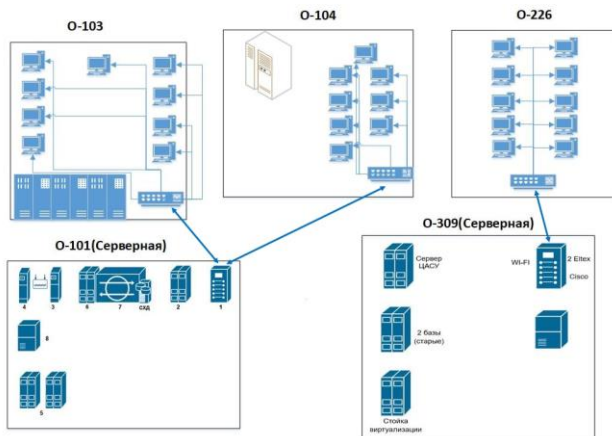 О-103
О-104
О-226
О-101(Серверная)
4
3
6
7
схд
2
1
8
5
О-309(Серверная)
Сервер
ЦАСУ
WI-FI
2 Eltex
Cisco
2 базы
(старые)
Стойка
виртуализации